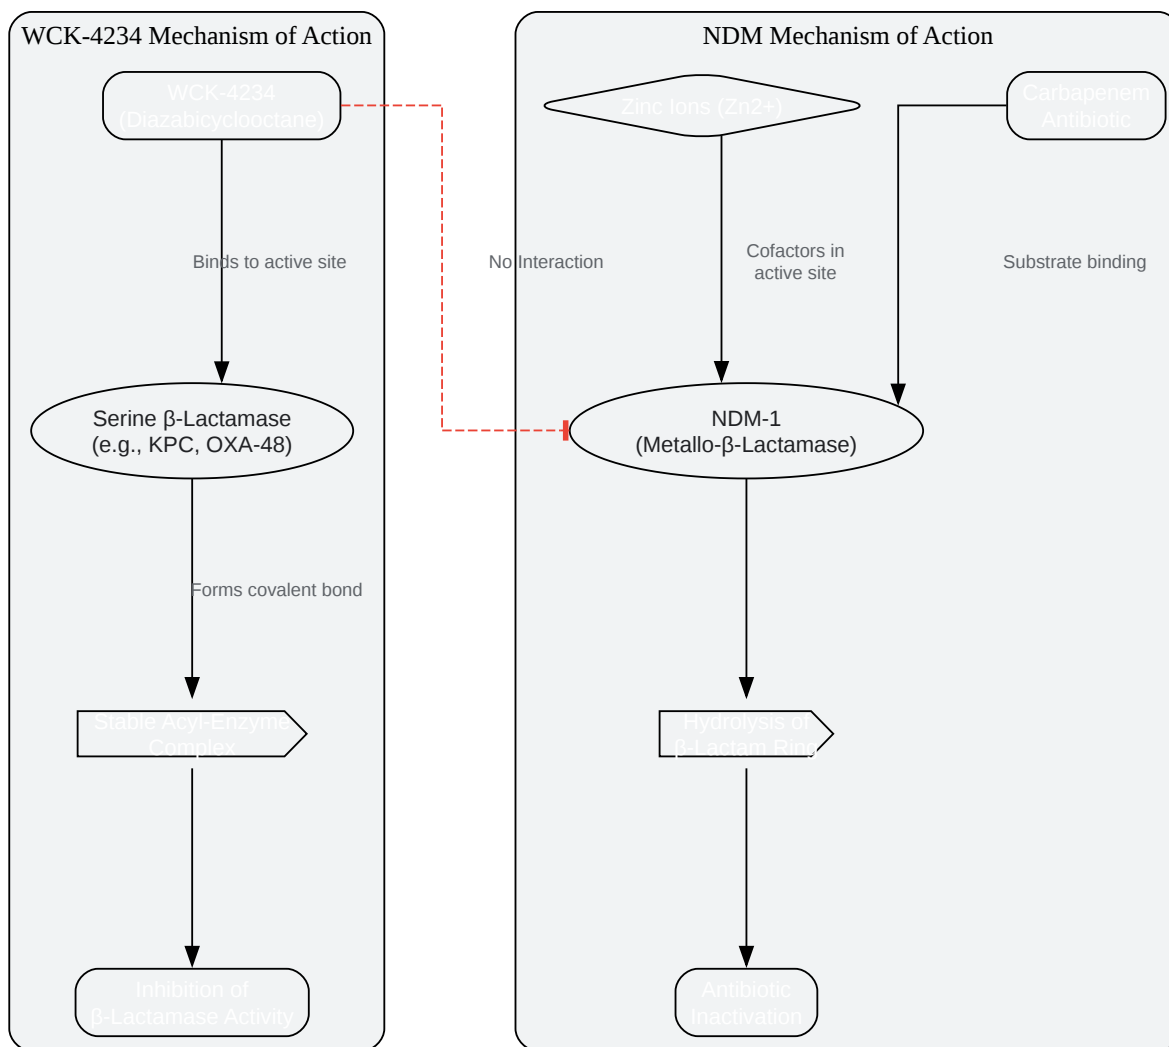 WCK-4234 Mechanism of Action
WCK-4234
(Diazabicyclooctane)
Binds to active site
Serine β-Lactamase
(e.g., KPC, OXA-48)
Forms covalent bond
Stable Acyl-Enzyme
Complex
Inhibition of
β-Lactamase Activity
No Interaction
NDM Mechanism of Action
Zinc Ions (Zn2+)
Carbapenem
Antibiotic
Cofactors in
active site
Substrate binding
NDM-1
(Metallo-β-Lactamase)
Hydrolysis of
β-Lactam Ring
Antibiotic
Inactivation